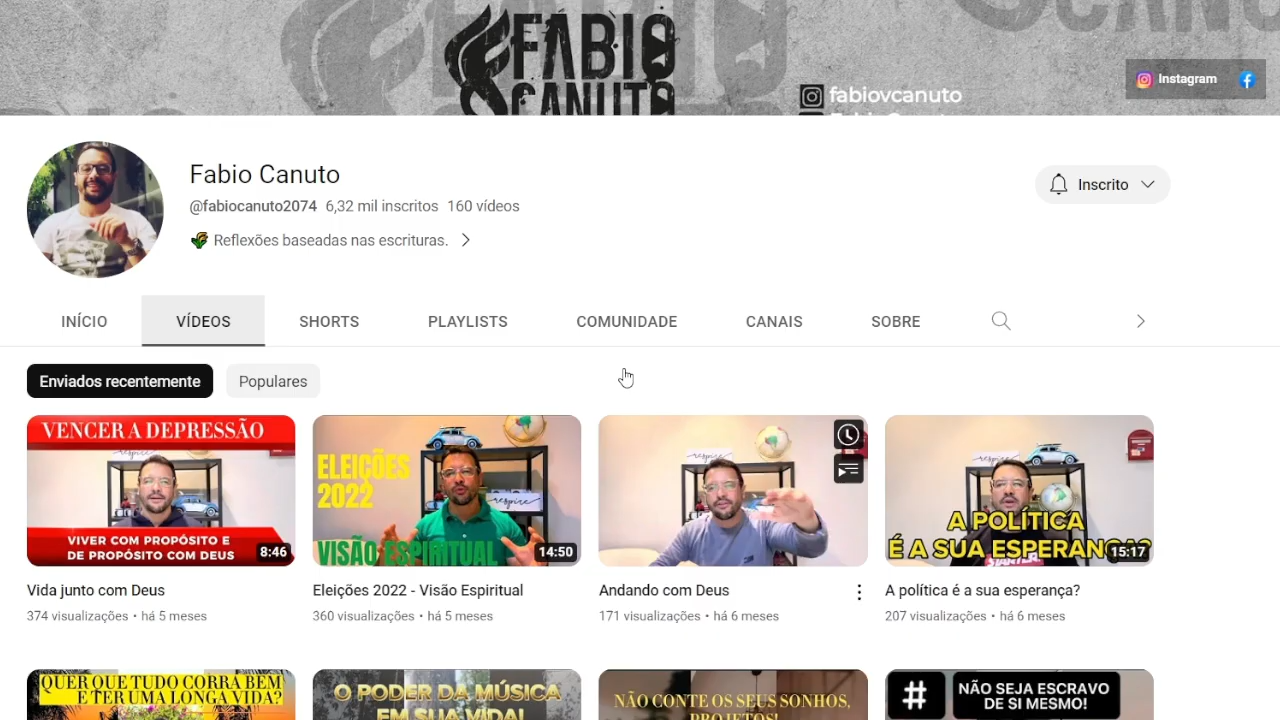 FABIO
CANUTO
fabiovcanuto
Instagram
Fabio Canuto
@fabiocanuto2074 6,32 mil inscritos 160 vídeos
Reflexões baseadas nas escrituras.
Inscrito
INÍCIO VÍDEOS SHORTS PLAYLISTS COMUNIDADE CANAIS SOBRE
Enviados recentemente Populares
VENCER A DEPRESSÃO
respire
VIVER COM PROPÓSITO E
DE PROPÓSITO COM DEUS
8:46
ELEIÇÕES
2022
respire
VISÃO ESPIRITUAL
14:50
respire
respire
A POLÍTICA
É A SUA ESPERANÇA?
15:17
Vida junto com Deus
374 visualizações • há 5 meses
Eleições 2022 - Visão Espiritual
360 visualizações • há 5 meses
Andando com Deus
171 visualizações • há 6 meses
A política é a sua esperança?
207 visualizações • há 6 meses
QUER QUE TUDO CORRA BEM
E TER UMA LONGA VIDA?
O PODER DA MÚSICA
EM SUA VIDA!
NÃO CONTE OS SEUS SONHOS,
PROJETOS!
#
NÃO SEJA ESCRAVO
DE SI MESMO!